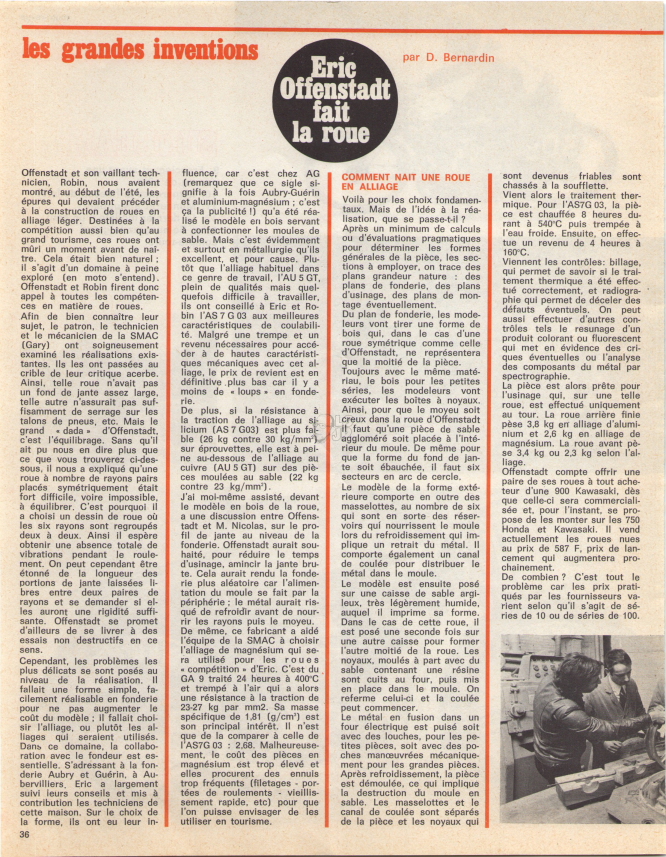 les grandes inventions
par D. Bernardin
Eric
Offenstadt
fait
la roue
Offenstadt et son vaillant tech-
nicien, Robin, nous avaient
montré, au début de l'été, les
épures qui devaient précéder
à la construction de roues en
alliage léger. Destinées à la
compétition aussi bien qu'au
grand tourisme, ces roues ont
mûri un moment avant de naî-
tre. Cela était bien naturel ;
il s'agit d'un domaine à peine
exploré (en moto s'entend).
Offenstadt et Robin firent donc
appel à toutes les compéten-
ces en matière de roues.
Afin de bien connaître leur
sujet, le patron, le technicien
et le mécanicien de la SMAC
(Gary) ont soigneusement
examiné les réalisations exis-
tantes. Ils les ont passées au
crible de leur critique acerbe.
Ainsi, telle roue n'avait pas
un fond de jante assez large,
telle autre n'assurait pas suf-
fisamment de serrage sur les
talons de pneus, etc. Mais le
grand « dada » d'Offenstadt,
c'est l'équilibrage. Sans qu'il
ait pu nous en dire plus que
ce que vous trouverez ci-des-
sous, il nous a expliqué qu'une
roue à nombre de rayons pairs
placés symétriquement était
fort difficile, voire impossible,
à équilibrer. C'est pourquoi il
a choisi un dessin de roue où
les six rayons sont regroupés
deux à deux. Ainsi il espère
obtenir une absence totale de
vibrations pendant le roule-
ment. On peut cependant être
étonné de la longueur des
portions de jante laissées li-
bres entre deux paires de
rayons et se demander si el-
les auront une rigidité suffi-
sante. Offenstadt se promet
d'ailleurs de se livrer à des
essais non destructifs en ce
sens.
Cependant, les problèmes les
plus délicats se sont posés au
niveau de la réalisation. Il
fallait une forme simple, fa-
cilement réalisable en fonderie
pour ne pas augmenter le
coût du modèle ; il fallait choi-
sir l'alliage, ou plutôt les al-
liages qui seraient utilisés.
Dans ce domaine, la collabo-
ration avec le fondeur est es-
sentielle. S'adressant à la fon-
derie Aubry et Guérin, à Au-
bervilliers, Eric a largement
suivi leurs conseils et mis à
contribution les techniciens de
cette maison. Sur le choix de
la forme, ils ont eu leur in-
36
fluence, car c'est chez AG
(remarquez que ce sigle si-
gnifie à la fois Aubry-Guérin
et aluminium-magnésium ; c'est
ça la publicité !) qu'a été réa-
lisé le modèle en bois servant
à confectionner les moules de
sable. Mais c'est évidemment
et surtout en métallurgie qu'ils
excellent, et pour cause. Plu-
tôt que l'alliage habituel dans
ce genre de travail, l'AU 5 GT,
plein de qualités mais quel-
quefois difficile à travailler,
ils ont conseillé à Eric et Ro-
bin l'AS 7 G 03 aux meilleures
caractéristiques de coulabili-
té. Malgré une trempe et un
revenu nécessaires pour accé-
der à de hautes caractéristi-
ques mécaniques avec cet al-
liage, le prix de revient est en
définitive plus bas car il y a
moins de « loups » en fonde-
rie.
De plus, si la résistance à
la traction de l'alliage au si-
licium (AS 7 G03) est plus fai-
ble (26 kg contre 30 kg/mm²)
sur éprouvettes, elle est à pei-
ne au-dessous de l'alliage au
cuivre (AU 5 GT) sur des piè-
ces moulées au sable (22 kg
contre 23 kg/mm²).
J'ai moi-même assisté, devant
le modèle en bois de la roue,
a une discussion entre Offens-
tadt et M. Nicolas, sur le pro-
fil de jante au niveau de la
fonderie. Offenstadt aurait sou-
haité, pour réduire le temps
d'usinage, amincir la jante bru-
te. Cela aurait rendu la fonde-
rie plus aléatoire car l'alimen-
tation du moule se fait par la
périphérie ; le métal aurait ris-
qué de refroidir avant de nour-
rir les rayons puis le moyeu.
De même, ce fabricant a aidé
l'équipe de la SMAC à choisir
l'alliage de magnésium qui se-
ra utilisé pour les roues
« compétition » d'Eric. C'est du
GA 9 traité 24 heures à 400°C
et trempé à l'air qui a alors
une résistance à la traction de
23-27 kg par mm2. Sa masse
spécifique de 1,81 (g/cm³) est
son principal intérêt. Il n'est
que de la comparer à celle de
l'AS7G 03 : 2,68. Malheureuse-
ment, le coût des pièces en
magnésium est trop élevé et
elles procurent des ennuis
trop fréquents (filetages - por-
tées de roulements - vieillis-
sement rapide, etc) pour que
l'on puisse envisager de les
utiliser en tourisme.
COMMENT NAIT UNE ROUE
EN ALLIAGE
Voilà pour les choix fondamen-
taux. Mais de l'idée à la réa-
lisation, que se passe-t-il ?
Après un minimum de calculs
ou d'évaluations pragmatiques
pour déterminer les formes
générales de la pièce, les sec-
tions à employer, on trace des
plans grandeur nature : des
plans de fonderie, des plans
d'usinage, des plans de mon-
tage éventuellement.
Du plan de fonderie, les mode-
leurs vont tirer une forme de
bois qui, dans le cas d'une
roue symétrique comme celle
d'Offenstadt, ne représentera
que la moitié de la pièce.
Toujours avec le même maté-
riau, le bois pour les petites
séries, les modeleurs vont
exécuter les boîtes à noyaux.
Ainsi, pour que le moyeu soit
creux dans la roue d'Offenstadt
il faut qu'une pièce de sable
aggloméré soit placée à l'inté-
rieur du moule. De même pour
que la forme du fond de jan-
te soit ébauchée, il faut six
secteurs en arc de cercle.
Le modèle de la forme exté-
rieure comporte en outre des
masselottes, au nombre de six
qui sont en sorte des réser-
voirs qui nourrissent le moule
lors du refroidissement qui im-
plique un retrait du métal. Il
comporte également un canal
de coulée pour distribuer le
métal dans le moule.
Le modèle est ensuite posé
sur une caisse de sable argi-
leux, très légèrement humide,
auquel il imprime sa forme.
Dans le cas de cette roue, il
est posé une seconde fois sur
une autre caisse pour former
l'autre moitié de la roue. Les
noyaux, moulés à part avec du
sable contenant une résine
sont cuits au four, puis mis
en place dans le moule. On
referme celui-ci et la coulée
peut commencer.
Le métal en fusion dans un
four électrique est puisé soit
avec des louches, pour les pe-
tites pièces, soit avec des po-
ches manœuvrées mécanique-
ment pour les grandes pièces.
Après refroidissement, la pièce
est démoulée, ce qui implique
la destruction du moule en
sable. Les masselottes et le
canal de coulée sont séparés
de la pièce et les noyaux qui
sont devenus friables sont
chassés à la soufflette.
Vient alors le traitement ther-
mique. Pour l'AS7G 03, la piè-
ce est chauffée 8 heures du-
rant à 540°C puis trempée à
l'eau froide. Ensuite, on effec-
tue un revenu de 4 heures à
160°C.
Viennent les contrôles: billage,
qui permet de savoir si le trai-
tement thermique a été effec-
tué correctement, et radiogra-
phie qui permet de déceler des
défauts éventuels. On peut
aussi effectuer d'autres con-
trôles tels le resunage d'un
produit colorant ou fluorescent
qui met en évidence des cri-
ques éventuelles ou l'analyse
des composants du métal par
spectrographie.
La pièce est alors prête pour
l'usinage qui, sur une telle
roue, est effectué uniquement
au tour. La roue arrière finie
pèse 3,8 kg en alliage d'alumi-
nium et 2,6 kg en alliage de
magnésium. La roue avant pè-
se 3,4 kg ou 2,3 kg selon l'al-
liage.
Offenstadt compte offrir une
paire de ses roues à tout ache-
teur d'une 900 Kawasaki, dès
que celle-ci sera commerciali-
sée et, pour l'instant, se pro-
pose de les monter sur les 750
Honda et Kawasaki. Il vend
actuellement les roues nues
au prix de 587 F, prix de lan-
cement qui augmentera pro-
chainement.
De combien ? C'est tout le
problème car les prix prati-
qués par les fournisseurs va-
rient selon qu'il s'agit de sé-
ries de 10 ou de séries de 100.